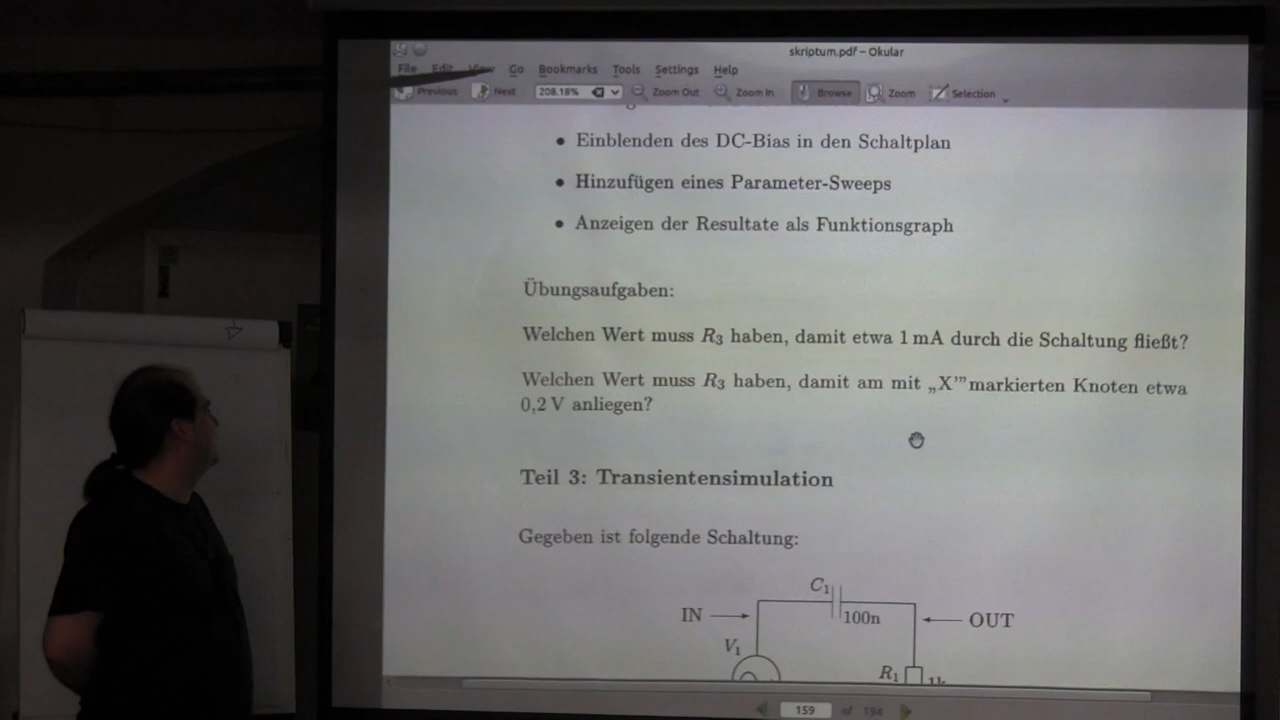 skriptum.pdf – Okular
File Edit View Go Bookmarks Tools Settings Help
Previous Next 208.18% Zoom Out Zoom In Browse Zoom Selection
• Einblenden des DC-Bias in den Schaltplan
• Hinzufügen eines Parameter-Sweeps
• Anzeigen der Resultate als Funktionsgraph
Übungsaufgaben:
Welchen Wert muss R3 haben, damit etwa 1 mA durch die Schaltung fließt?
Welchen Wert muss R3 haben, damit am mit „X”'markierten Knoten etwa
0,2 V anliegen?
Teil 3: Transientensimulation
Gegeben ist folgende Schaltung:
C1
IN 100n OUT
V1
R1
159 of 194